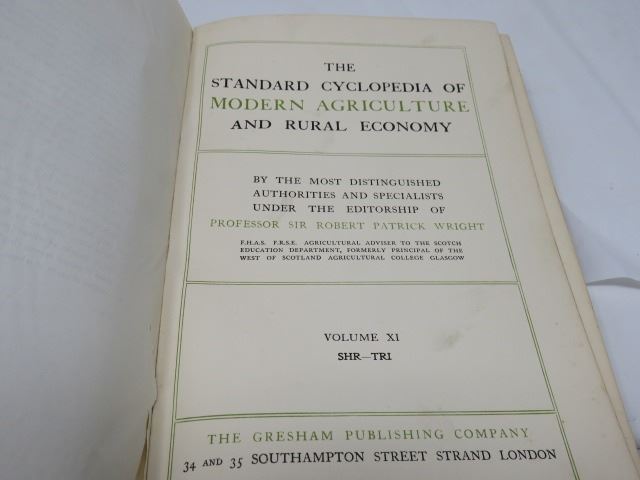 THE
STANDARD CYCLOPEDIA OF
MODERN AGRICULTURE
AND RURAL ECONOMY
BY THE MOST DISTINGUISHED
AUTHORITIES AND SPECIALISTS
UNDER THE EDITORSHIP OF
PROFESSOR SIR ROBERT PATRICK WRIGHT
F.H.A.S. F.R.S.E. AGRICULTURAL ADVISER TO THE SCOTCH
EDUCATION DEPARTMENT, FORMERLY PRINCIPAL OF THE
WEST OF SCOTLAND AGRICULTURAL COLLEGE GLASGOW
VOLUME XI
SHR—TRI
THE GRESHAM PUBLISHING COMPANY
34 AND 35 SOUTHAMPTON STREET STRAND LONDON